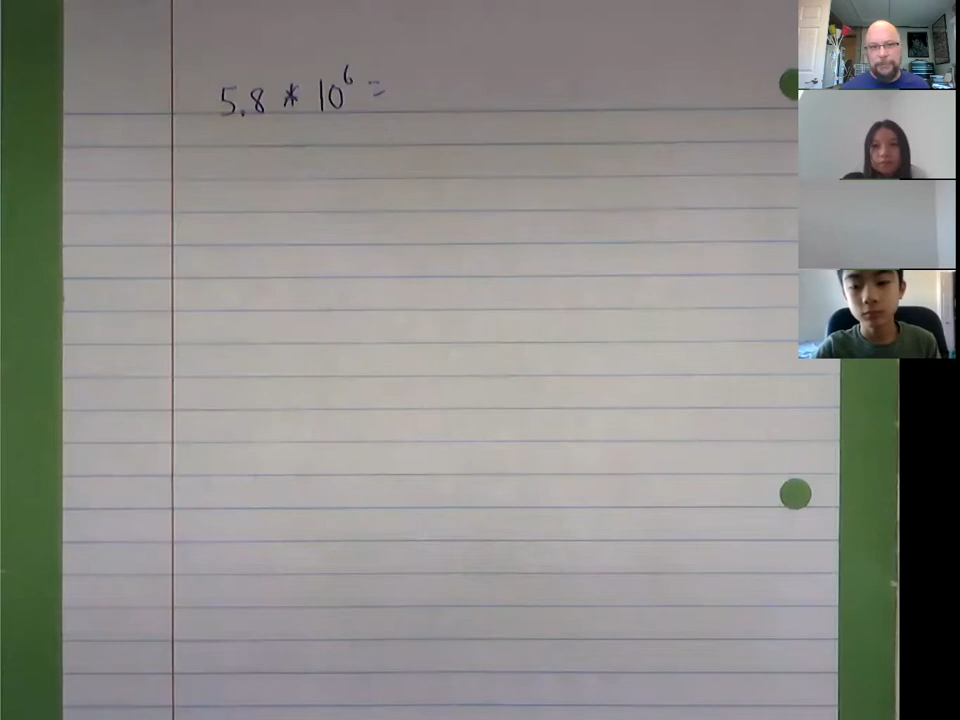 5.8 * 10⁶ =